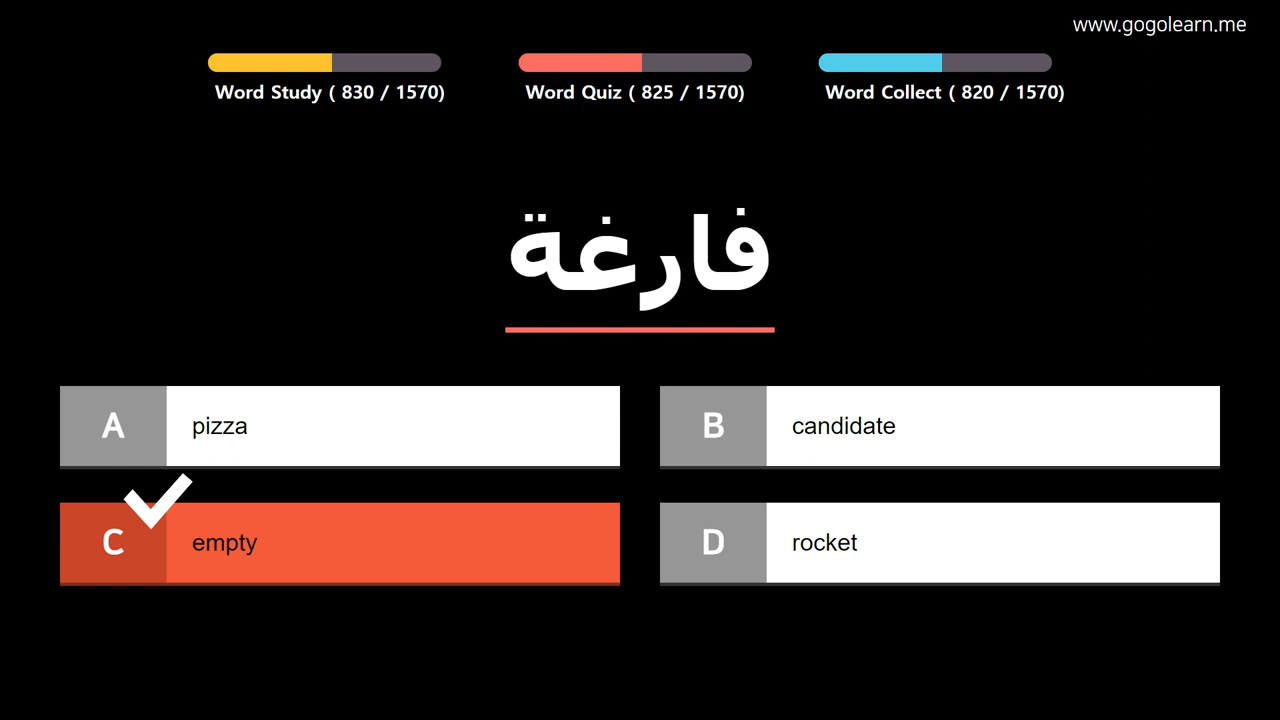 www.gogolearn.me
Word Study ( 830 / 1570)
Word Quiz ( 825 / 1570)
Word Collect ( 820 / 1570)
فارغة
A pizza
B candidate
C empty
D rocket